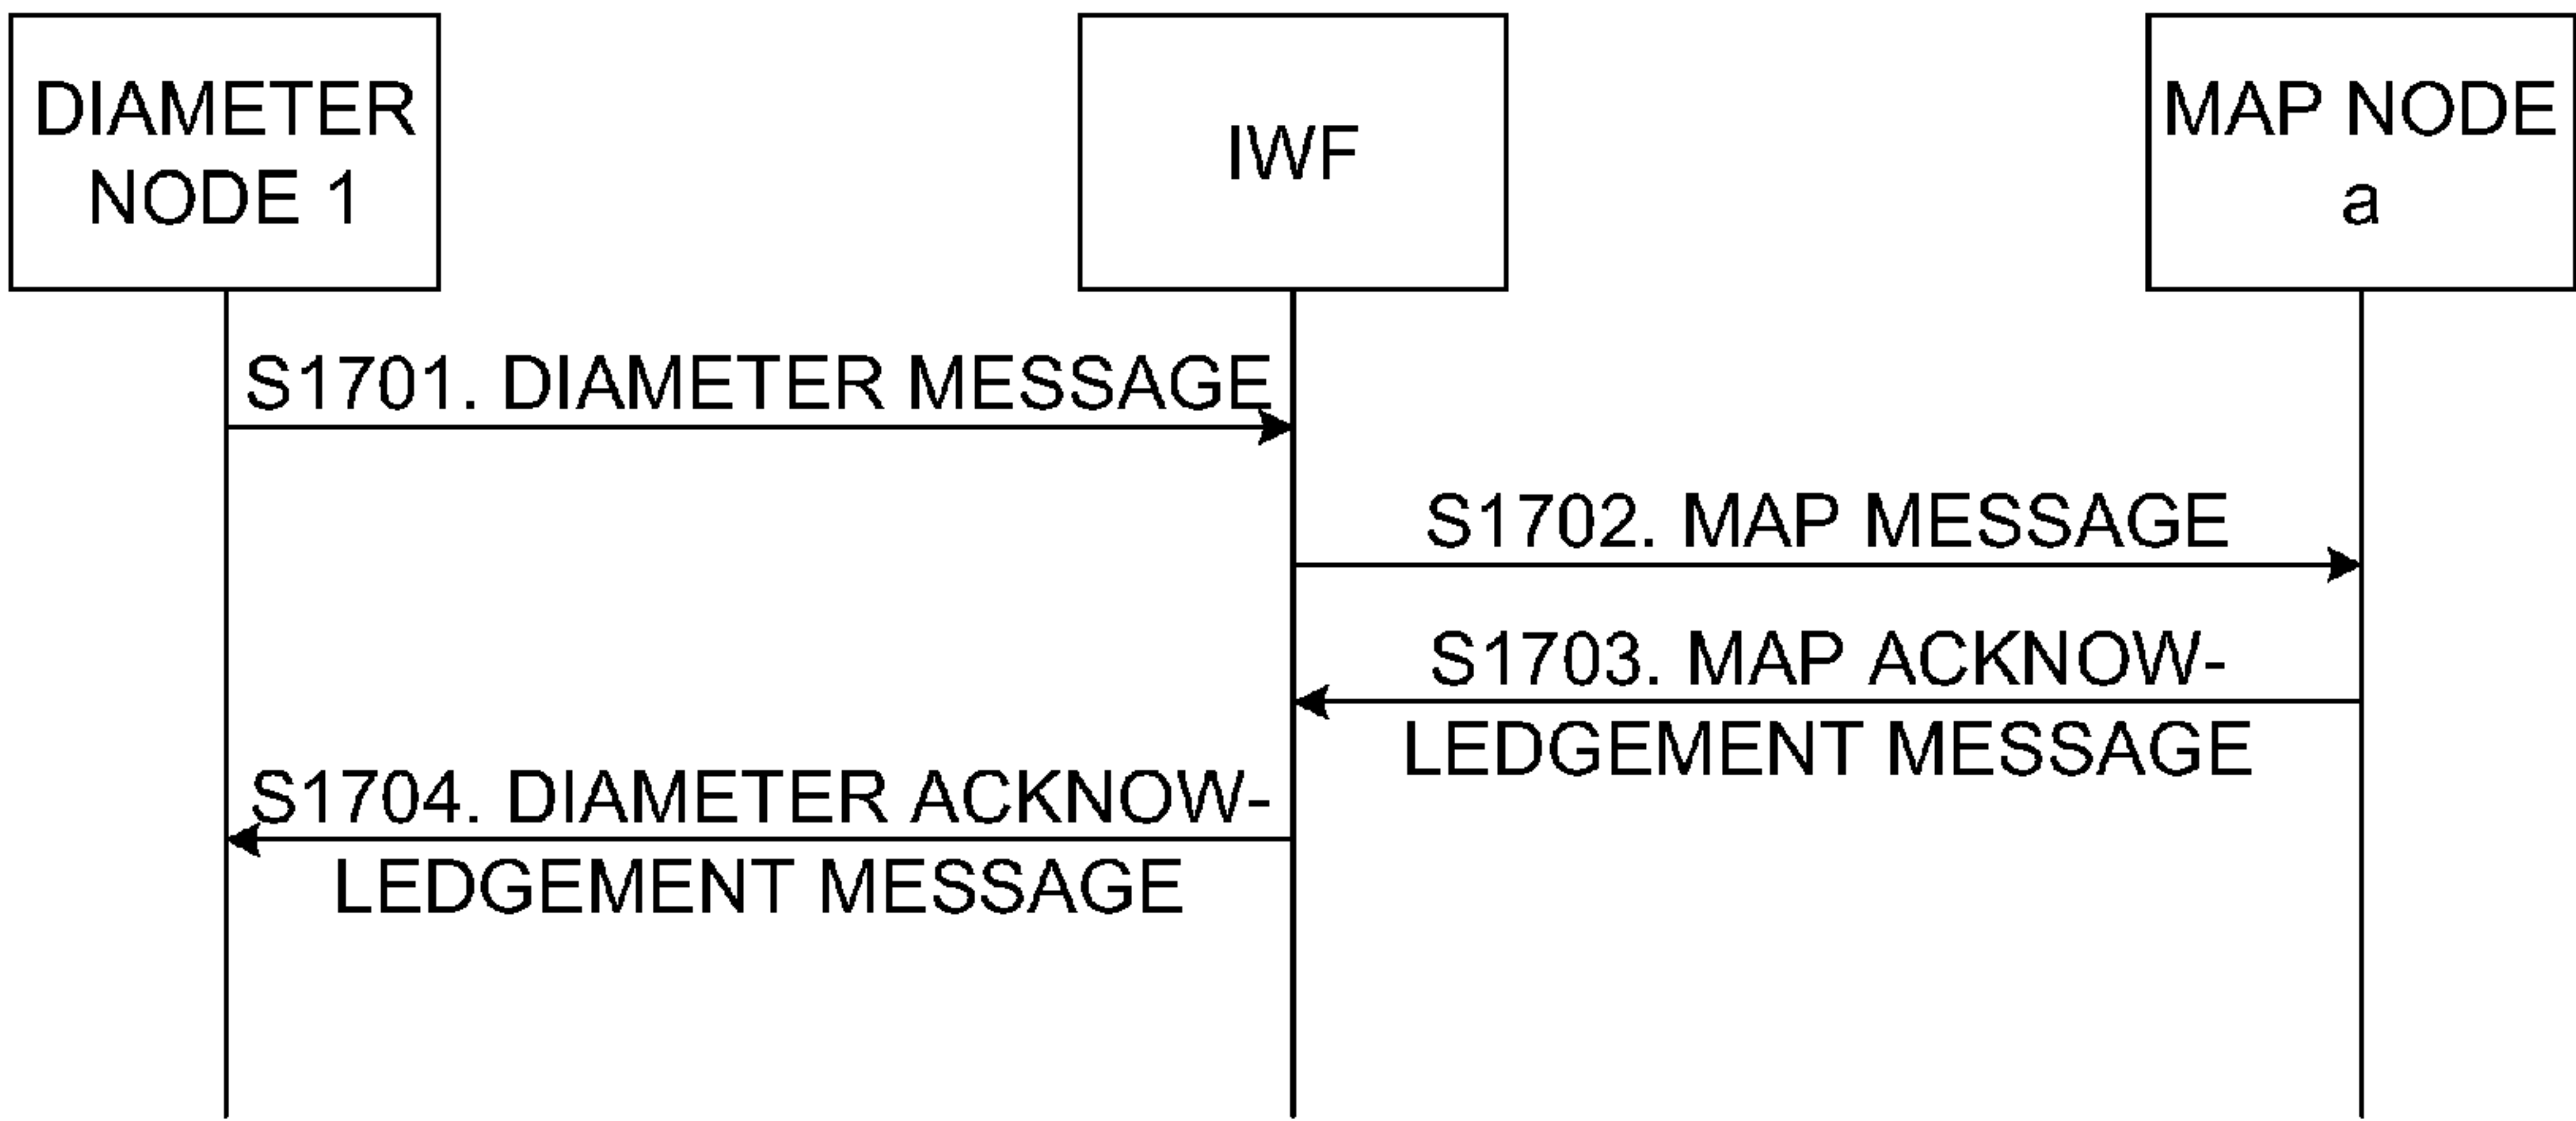 DIAMETER
NODE 1
IWF
MAP NODE
a
S1701. DIAMETER MESSAGE
S1702. MAP MESSAGE
S1703. MAP ACKNOW-
LEDGEMENT MESSAGE
S1704. DIAMETER ACKNOW-
LEDGEMENT MESSAGE